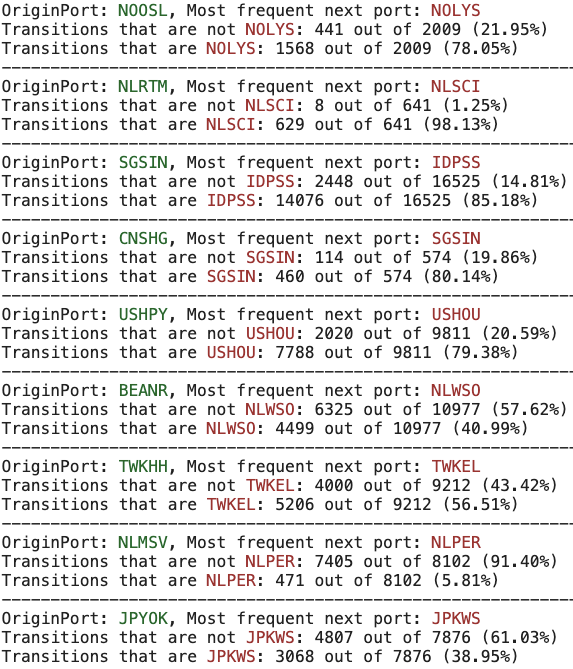 OriginPort: NOOSL, Most frequent next port: NOLYS
Transitions that are not NOLYS: 441 out of 2009 (21.95%)
Transitions that are NOLYS: 1568 out of 2009 (78.05%)
------------------------------------------------------------
OriginPort: NLRTM, Most frequent next port: NLSCI
Transitions that are not NLSCI: 8 out of 641 (1.25%)
Transitions that are NLSCI: 629 out of 641 (98.13%)
------------------------------------------------------------
OriginPort: SGSIN, Most frequent next port: IDPSS
Transitions that are not IDPSS: 2448 out of 16525 (14.81%)
Transitions that are IDPSS: 14076 out of 16525 (85.18%)
------------------------------------------------------------
OriginPort: CNSHG, Most frequent next port: SGSIN
Transitions that are not SGSIN: 114 out of 574 (19.86%)
Transitions that are SGSIN: 460 out of 574 (80.14%)
------------------------------------------------------------
OriginPort: USHPY, Most frequent next port: USHOU
Transitions that are not USHOU: 2020 out of 9811 (20.59%)
Transitions that are USHOU: 7788 out of 9811 (79.38%)
------------------------------------------------------------
OriginPort: BEANR, Most frequent next port: NLWSO
Transitions that are not NLWSO: 6325 out of 10977 (57.62%)
Transitions that are NLWSO: 4499 out of 10977 (40.99%)
------------------------------------------------------------
OriginPort: TWKHH, Most frequent next port: TWKEL
Transitions that are not TWKEL: 4000 out of 9212 (43.42%)
Transitions that are TWKEL: 5206 out of 9212 (56.51%)
------------------------------------------------------------
OriginPort: NLMSV, Most frequent next port: NLPER
Transitions that are not NLPER: 7405 out of 8102 (91.40%)
Transitions that are NLPER: 471 out of 8102 (5.81%)
------------------------------------------------------------
OriginPort: JPYOK, Most frequent next port: JPKWS
Transitions that are not JPKWS: 4807 out of 7876 (61.03%)
Transitions that are JPKWS: 3068 out of 7876 (38.95%)